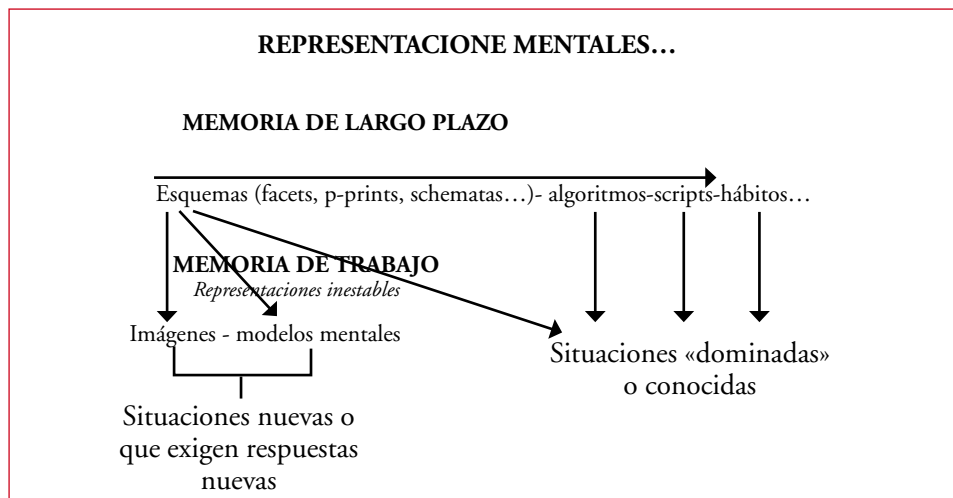 REPRESENTACIONE MENTALES…
MEMORIA DE LARGO PLAZO
Esquemas (facets, p-prints, schematas…)- algoritmos-scripts-hábitos…
MEMORIA DE TRABAJO
Representaciones inestables
Imágenes - modelos mentales
Situaciones «dominadas»
o conocidas
Situaciones nuevas o
que exigen respuestas
nuevas